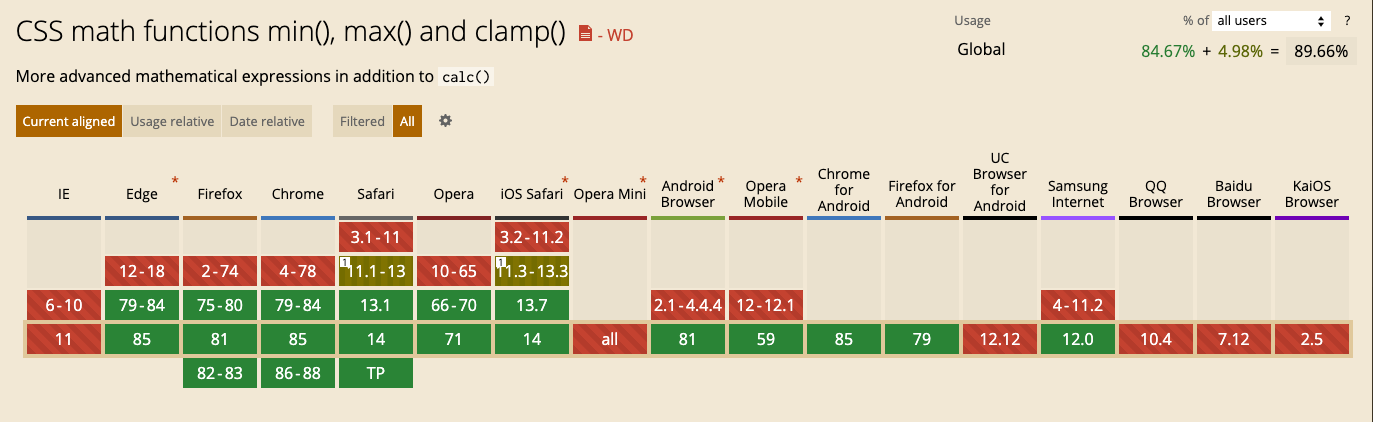 CSS math functions min(), max() and clamp() - WD
Usage % of all users ?
Global 84.67% + 4.98% = 89.66%
More advanced mathematical expressions in addition to calc()
Current aligned Usage relative Date relative Filtered All
IE Edge * Firefox Chrome Safari Opera iOS Safari * Opera Mini * Android Browser * Opera Mobile * Chrome for Android Firefox for Android UC Browser for Android Samsung Internet QQ Browser Baidu Browser KaiOS Browser
3.1-11 3.2-11.2
12-18 2-74 4-78 1 11.1-13 10-65 1 11.3-13.3
6-10 79-84 75-80 79-84 13.1 66-70 13.7 2.1-4.4.4 12-12.1 4-11.2
11 85 81 85 14 71 14 all 81 59 85 79 12.12 12.0 10.4 7.12 2.5
82-83 86-88 TP